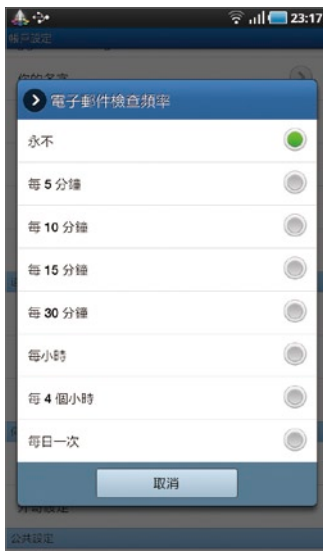 23:17
帳戶設定
你的名字
電子郵件檢查頻率
永不
每 5 分鐘
每 10 分鐘
每 15 分鐘
每 30 分鐘
每小時
每 4 個小時
每日一次
取消
公共設定